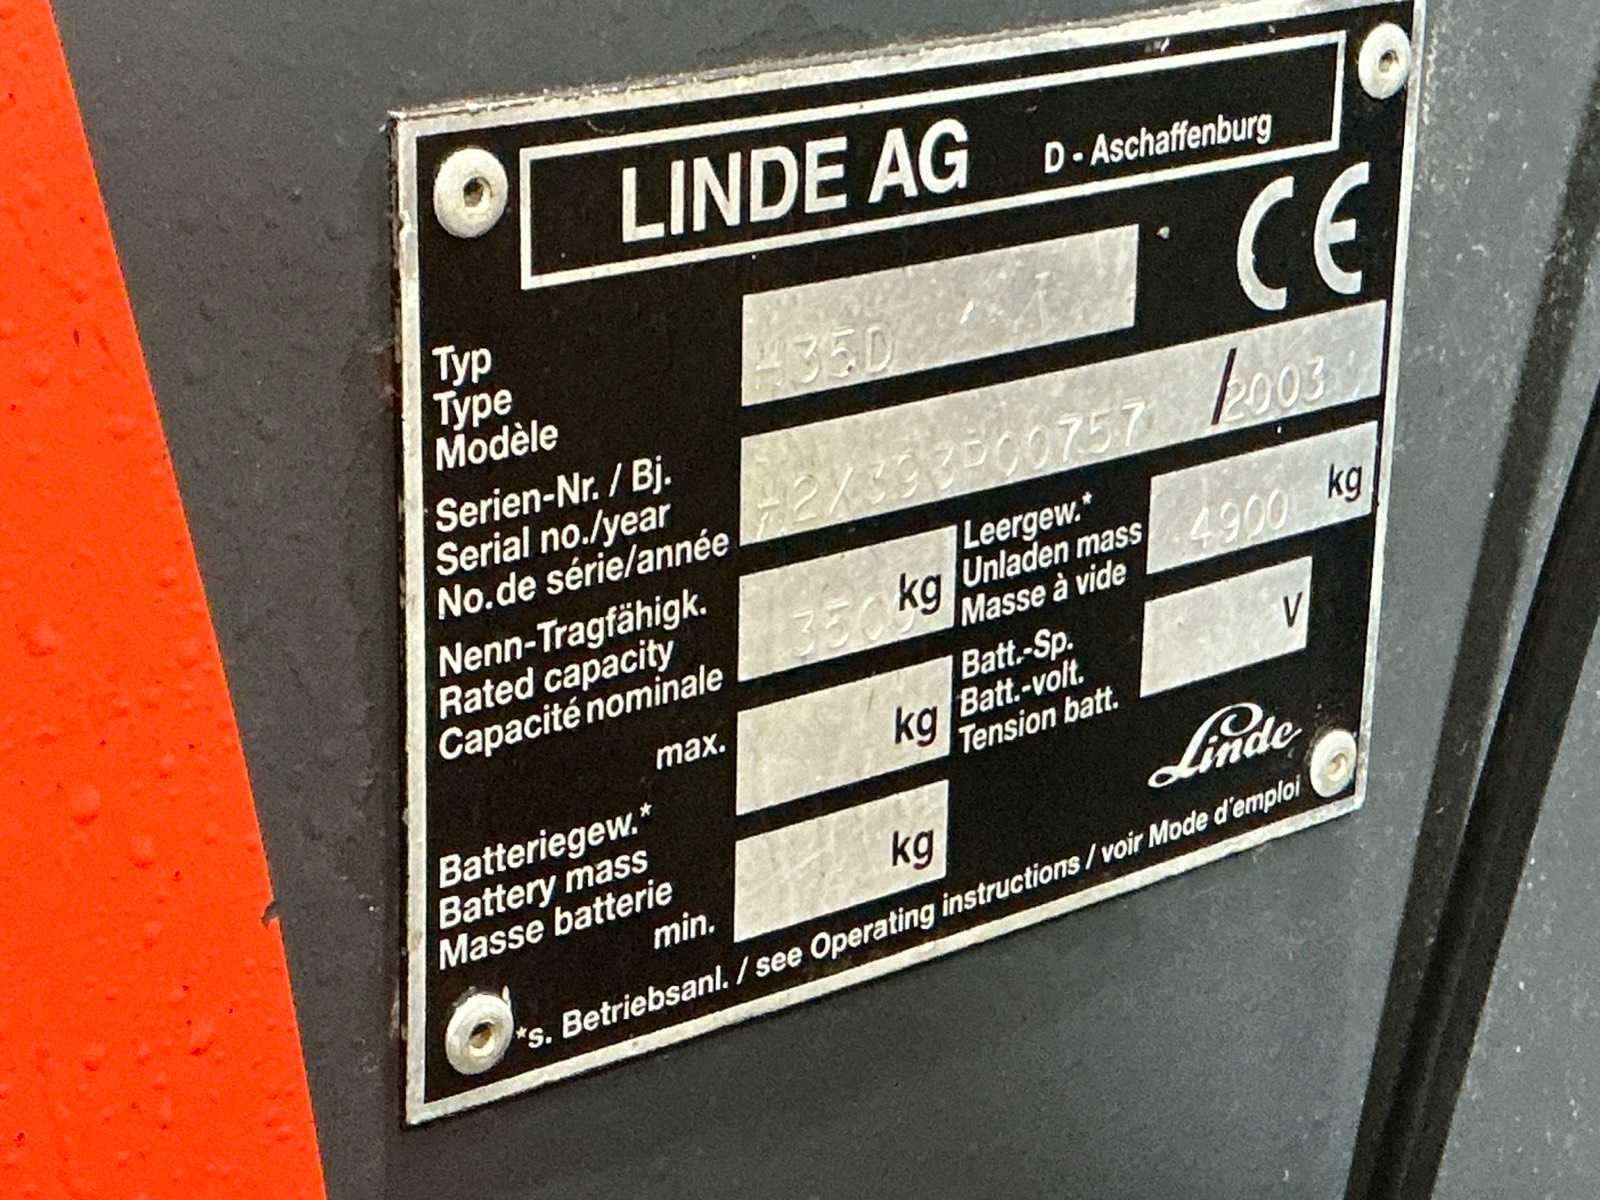 LINDE AG D - Aschaffenburg
CE
Typ
Type
Modèle
H35D
Serien-Nr. / Bj.
Serial no./year
No. de série/année
H2X393P00757 /2003
Nenn-Tragfähigk.
Rated capacity
Capacité nominale
3500 kg
Leergew.*
Unladen mass
Masse à vide
4900 kg
max. kg
Batt.-Sp.
Batt.-volt.
Tension batt.
V
Batteriegew.*
Battery mass
Masse batterie
min. kg
Linde
*s. Betriebsanl. / see Operating instructions / voir Mode d'emploi